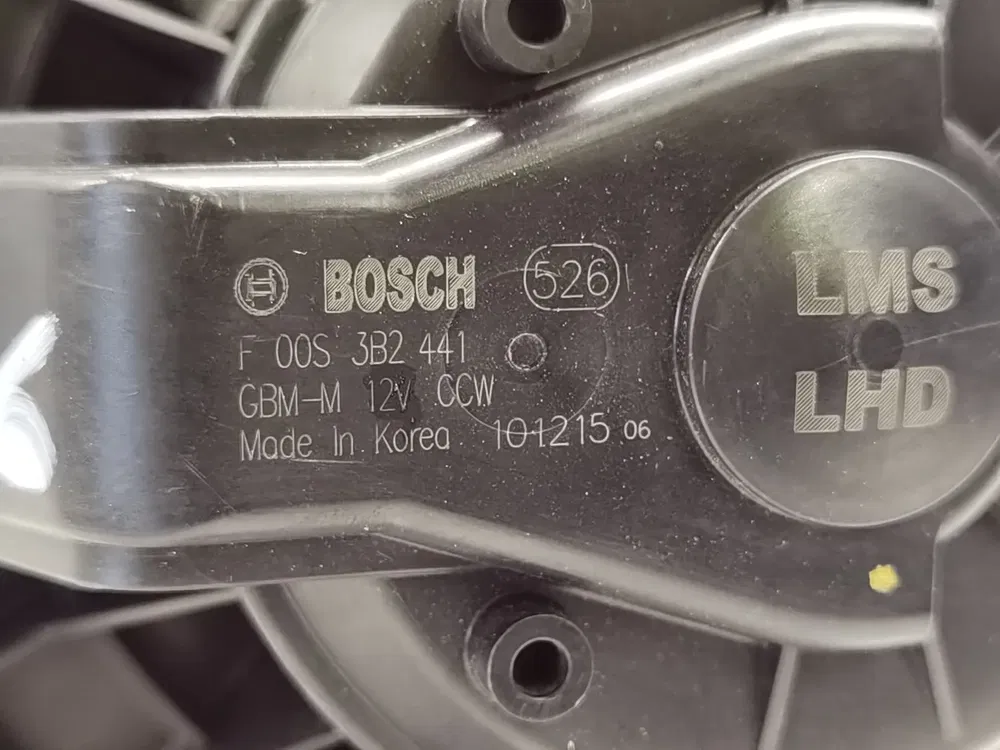 BOSCH 526
F 00S 3B2 441
GBM-M 12V CCW
Made In Korea 101215 06
LMS
LHD